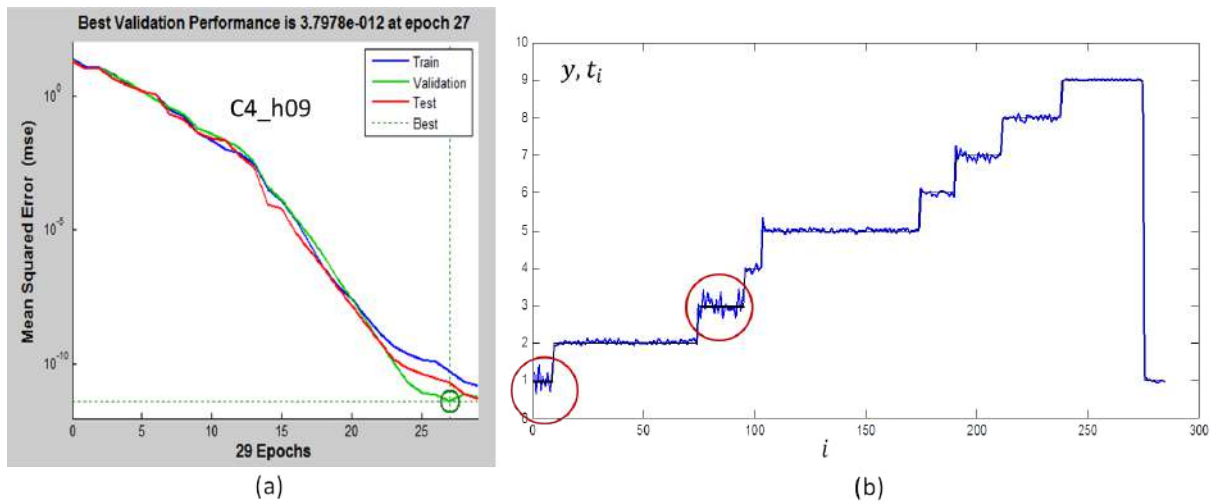 Best Validation Performance is 3.7978e-012 at epoch 27
Mean Squared Error (mse)
10^0
10^-5
10^-10
C4_h09
Train
Validation
Test
Best
0 5 10 15 20 25
29 Epochs
(a)
y, t_i
10
9
8
7
6
5
4
3
2
1
0
0 50 100 150 200 250 300
i
(b)